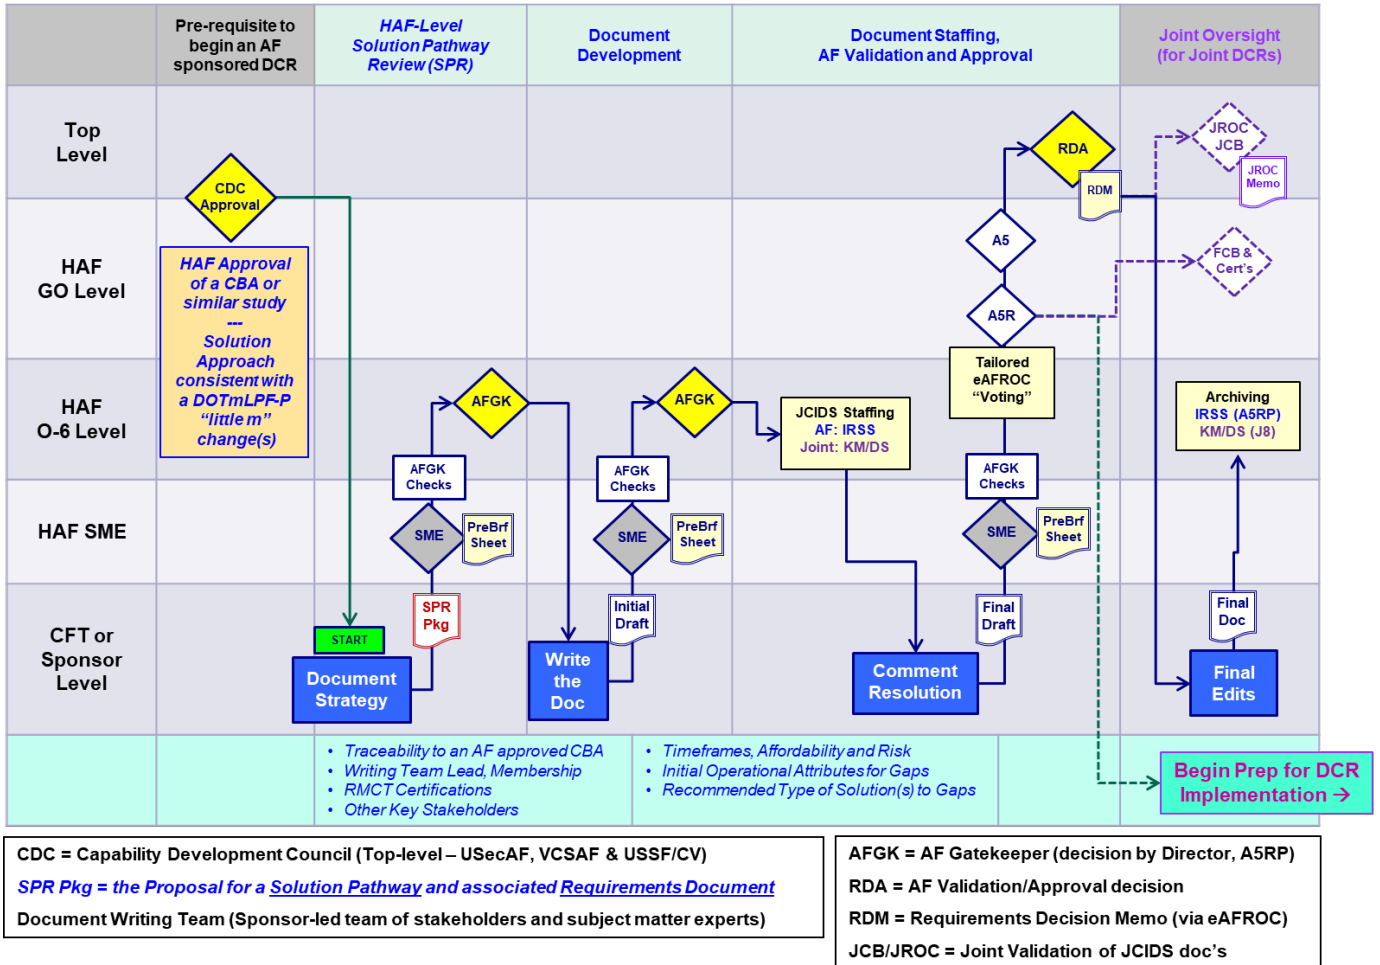 Pre-requisite to
begin an AF
sponsored DCR
HAF-Level
Solution Pathway
Review (SPR)
Document
Development
Document Staffing,
AF Validation and Approval
Joint Oversight
(for Joint DCRs)
Top
Level
CDC
Approval
RDA
RDM
JROC
JCB
JROC
Memo
HAF
GO Level
HAF Approval
of a CBA or
similar study
---
Solution
Approach
consistent with
a DOTmLPF-P
“little m”
change(s)
A5
A5R
FCB &
Cert's
HAF
O-6 Level
AFGK
AFGK
Checks
AFGK
AFGK
Checks
JCIDS Staffing
AF: IRSS
Joint: KM/DS
Tailored
eAFROC
“Voting”
AFGK
Checks
Archiving
IRSS (A5RP)
KM/DS (J8)
HAF SME
SME
PreBrf
Sheet
SME
PreBrf
Sheet
SME
PreBrf
Sheet
CFT or
Sponsor
Level
START
Document
Strategy
SPR
Pkg
Write
the
Doc
Initial
Draft
Comment
Resolution
Final
Draft
Final
Doc
Final
Edits
• Traceability to an AF approved CBA
• Writing Team Lead, Membership
• RMCT Certifications
• Other Key Stakeholders
• Timeframes, Affordability and Risk
• Initial Operational Attributes for Gaps
• Recommended Type of Solution(s) to Gaps
Begin Prep for DCR
Implementation →
CDC = Capability Development Council (Top-level – USecAF, VCSAF & USSF/CV)
SPR Pkg = the Proposal for a Solution Pathway and associated Requirements Document
Document Writing Team (Sponsor-led team of stakeholders and subject matter experts)
AFGK = AF Gatekeeper (decision by Director, A5RP)
RDA = AF Validation/Approval decision
RDM = Requirements Decision Memo (via eAFROC)
JCB/JROC = Joint Validation of JCIDS doc's